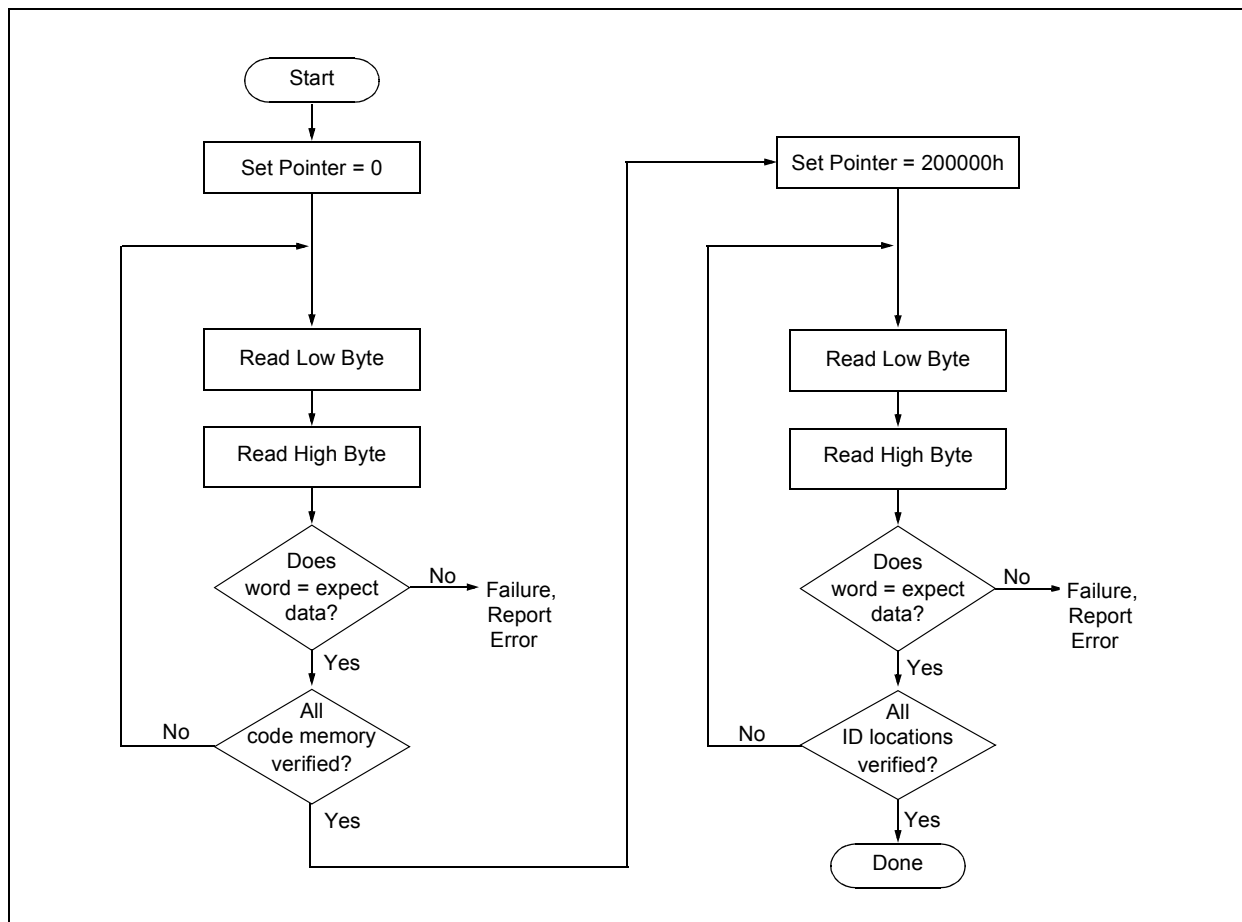 Start
Set Pointer = 0
Read Low Byte
Read High Byte
Does
word = expect
data?
No
Failure,
Report
Error
Yes
All
code memory
verified?
No
Yes
Set Pointer = 200000h
Read Low Byte
Read High Byte
Does
word = expect
data?
No
Failure,
Report
Error
Yes
All
ID locations
verified?
No
Yes
Done